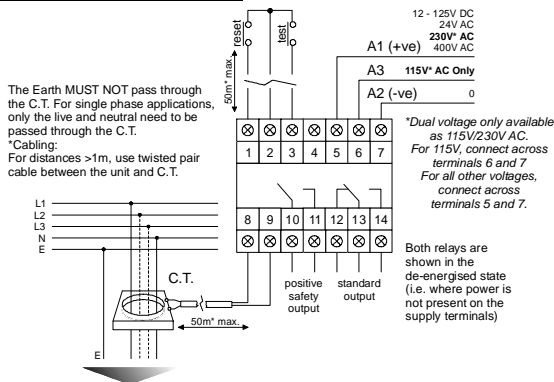 12 - 125V DC
24V AC
230V* AC
400V AC
A1 (+ve)
A3
115V* AC Only
A2 (-ve)
0
reset
test
50m* max.
The Earth MUST NOT pass through
the C.T. For single phase applications,
only the live and neutral need to be
passed through the C.T.
*Cabling:
For distances >1m, use twisted pair
cable between the unit and C.T.
*Dual voltage only available
as 115V/230V AC.
For 115V, connect across
terminals 6 and 7
For all other voltages,
connect across
terminals 5 and 7.
1 2 3 4 5 6 7
8 9 10 11 12 13 14
L1
L2
L3
N
E
C.T.
50m* max.
positive
safety
output
standard
output
Both relays are
shown in the
de-energised state
(i.e. where power is
not present on the
supply terminals)
E